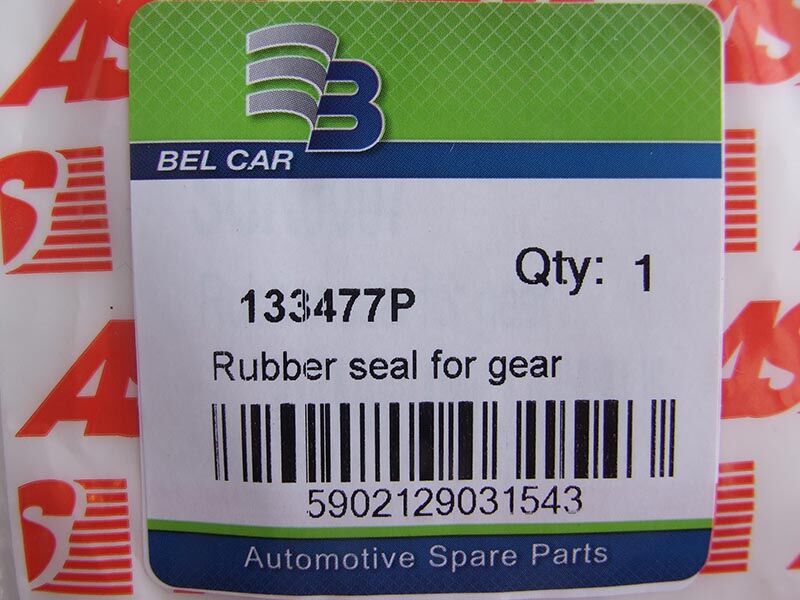 BEL CAR
Qty: 1
133477P
Rubber seal for gear
5902129031543
Automotive Spare Parts